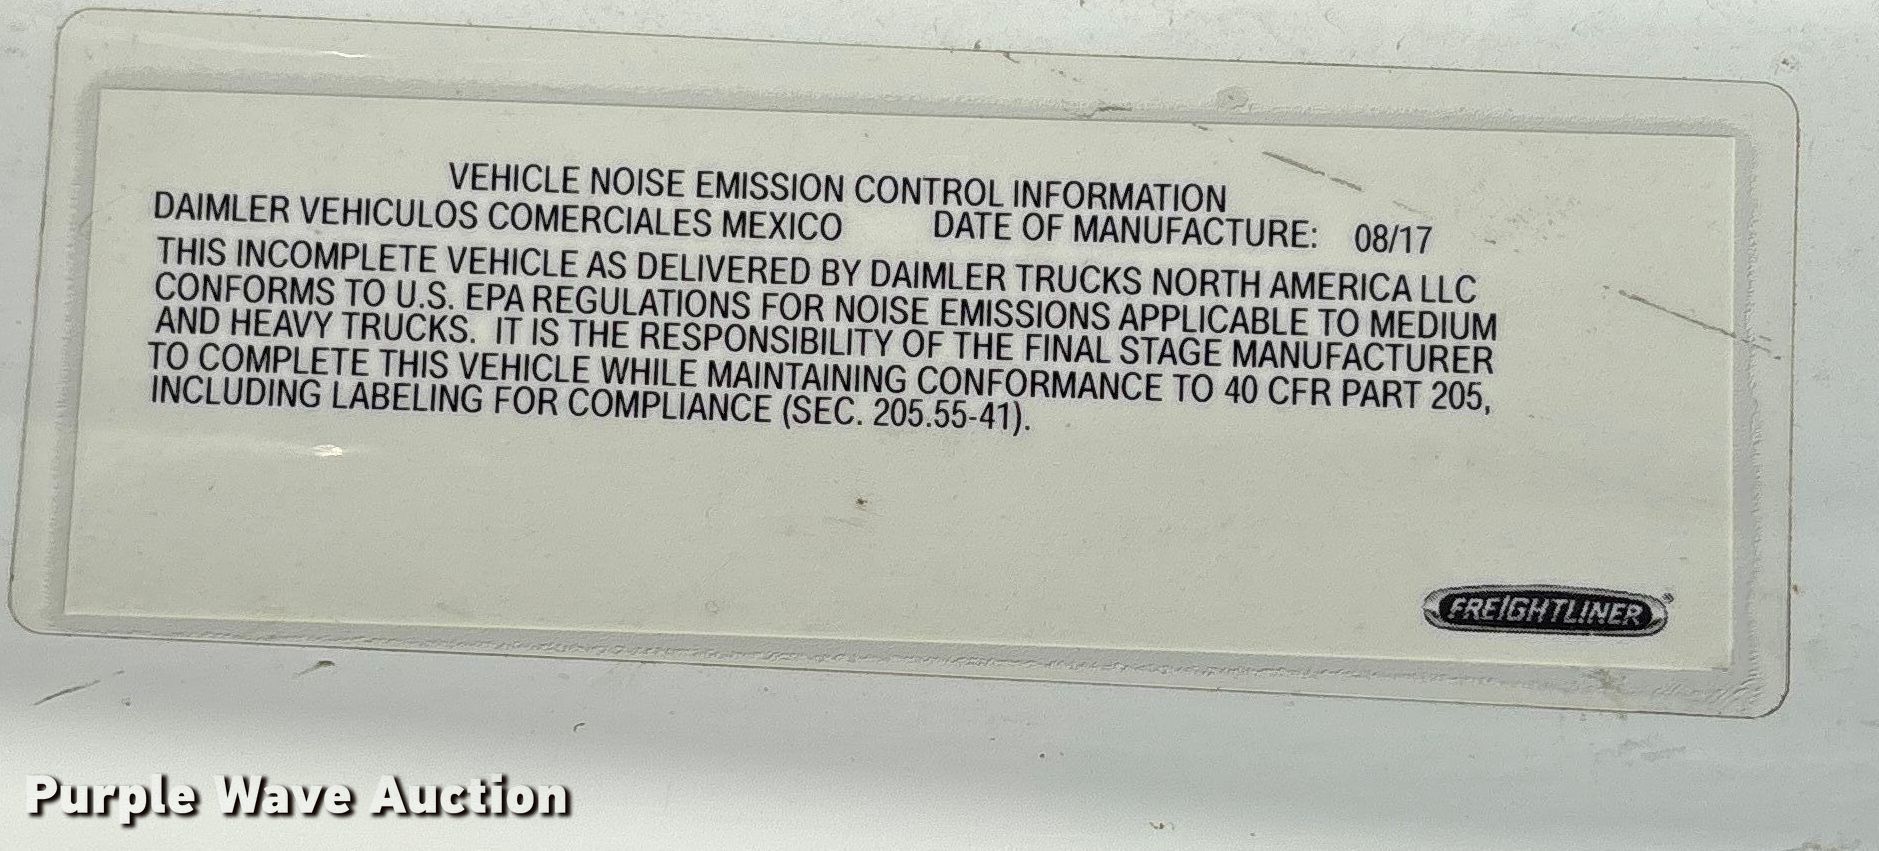 VEHICLE NOISE EMISSION CONTROL INFORMATION
DAIMLER VEHICULOS COMERCIALES MEXICO DATE OF MANUFACTURE: 08/17
THIS INCOMPLETE VEHICLE AS DELIVERED BY DAIMLER TRUCKS NORTH AMERICA LLC
CONFORMS TO U.S. EPA REGULATIONS FOR NOISE EMISSIONS APPLICABLE TO MEDIUM
AND HEAVY TRUCKS. IT IS THE RESPONSIBILITY OF THE FINAL STAGE MANUFACTURER
TO COMPLETE THIS VEHICLE WHILE MAINTAINING CONFORMANCE TO 40 CFR PART 205,
INCLUDING LABELING FOR COMPLIANCE (SEC. 205.55-41).
FREIGHTLINER®
Purple Wave Auction